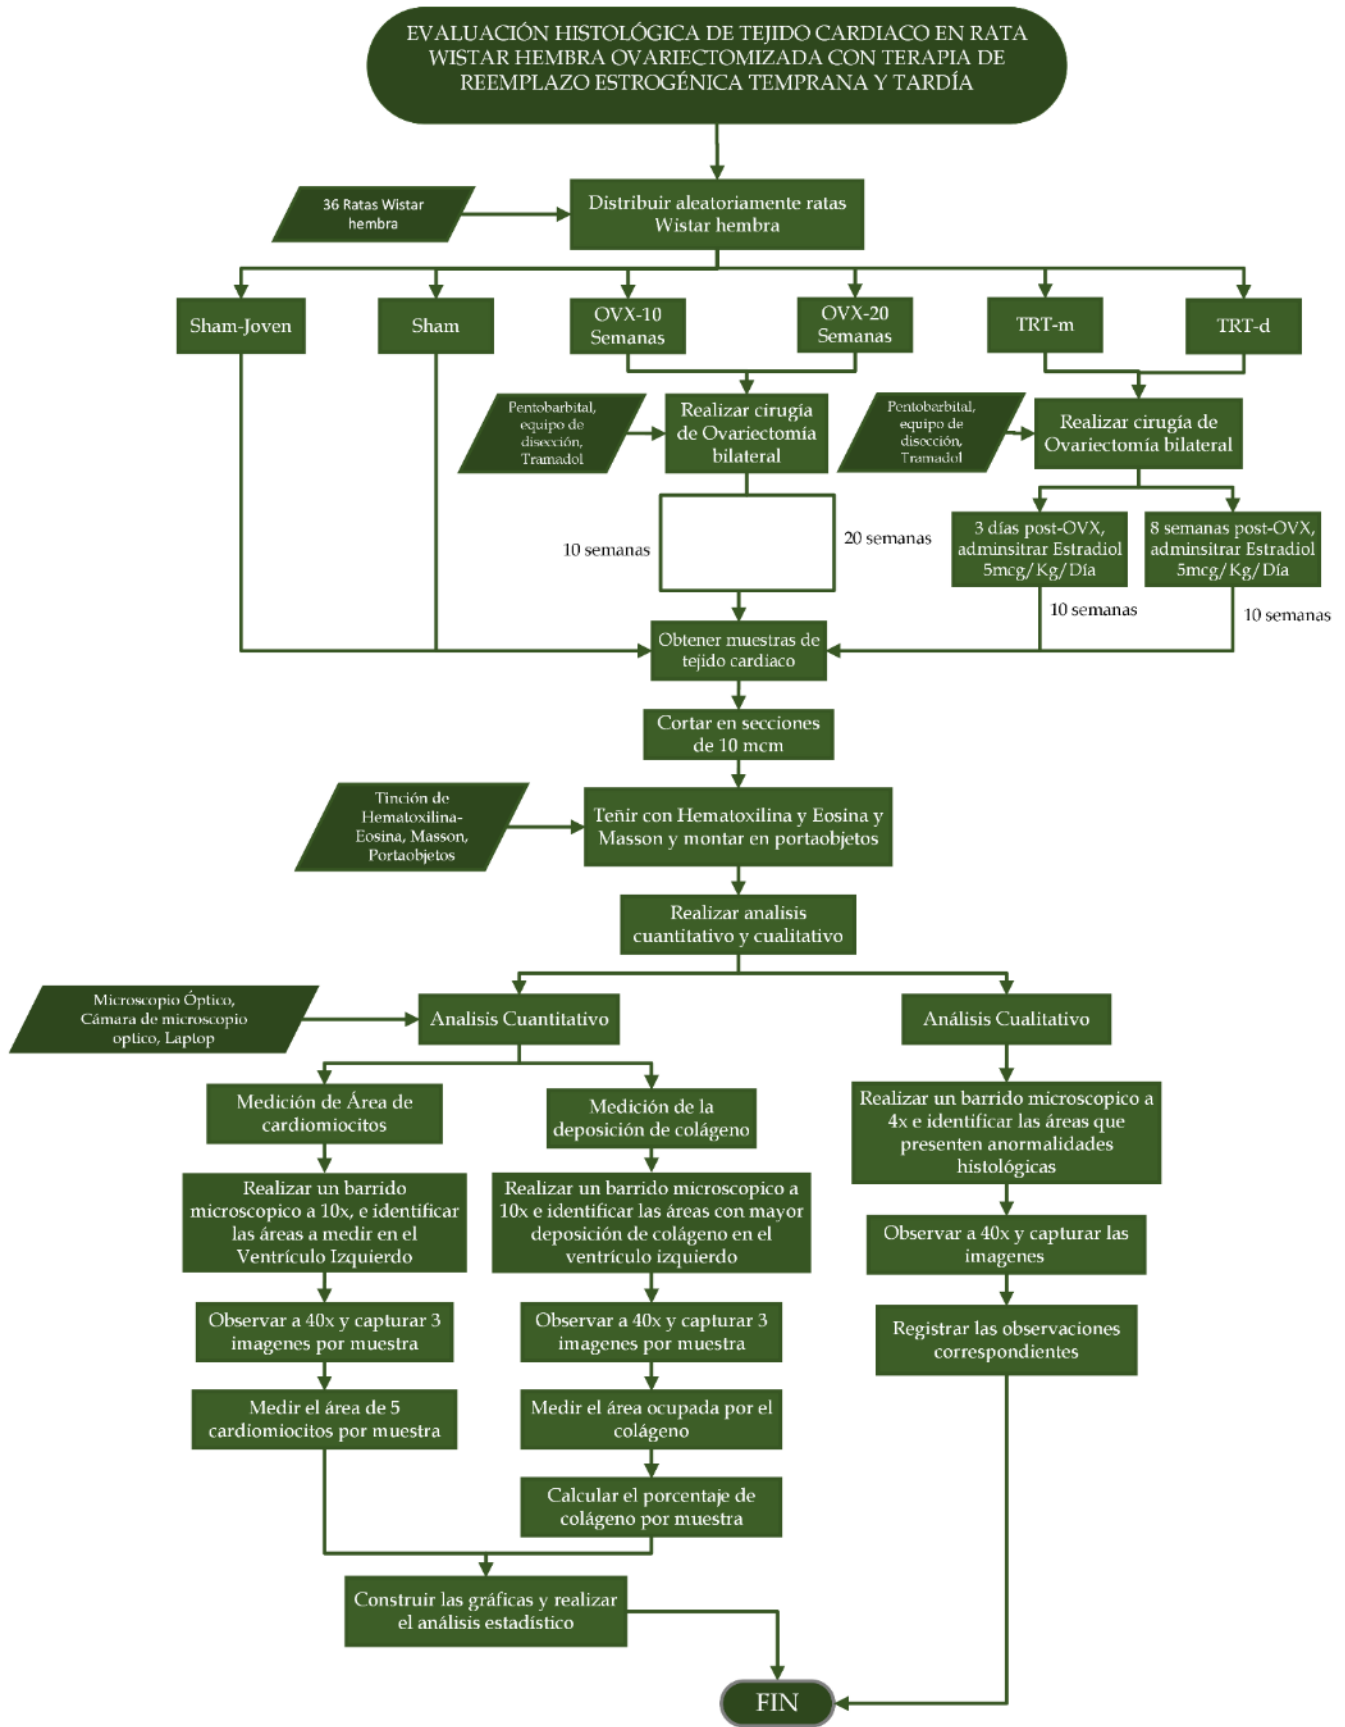 EVALUACIÓN HISTOLÓGICA DE TEJIDO CARDIACO EN RATA
WISTAR HEMBRA OVARIECTOMIZADA CON TERAPIA DE
REEMPLAZO ESTROGÉNICA TEMPRANA Y TARDÍA
36 Ratas Wistar
hembra
Distribuir aleatoriamente ratas
Wistar hembra
Sham-Joven
Sham
OVX-10
Semanas
OVX-20
Semanas
TRT-m
TRT-d
Pentobarbital,
equipo de
disección,
Tramadol
Realizar cirugía
de Ovariectomía
bilateral
Pentobarbital,
equipo de
disección,
Tramadol
Realizar cirugía de
Ovariectomía bilateral
10 semanas
20 semanas
3 días post-OVX,
adminsitrar Estradiol
5mcg/Kg/Día
8 semanas post-OVX,
adminsitrar Estradiol
5mcg/Kg/Día
10 semanas
10 semanas
Obtener muestras de
tejido cardiaco
Cortar en secciones
de 10 mcm
Tinción de
Hematoxilina-
Eosina, Masson,
Portaobjetos
Teñir con Hematoxilina y Eosina y
Masson y montar en portaobjetos
Realizar analisis
cuantitativo y cualitativo
Microscopio Óptico,
Cámara de microscopio
optico, Laptop
Analisis Cuantitativo
Análisis Cualitativo
Medición de Área de
cardiomiocitos
Medición de la
deposición de colágeno
Realizar un barrido microscopico a
4x e identificar las áreas que
presenten anormalidades
histológicas
Realizar un barrido
microscopico a 10x, e identificar
las áreas a medir en el
Ventrículo Izquierdo
Realizar un barrido microscopico a
10x e identificar las áreas con mayor
deposición de colágeno en el
ventrículo izquierdo
Observar a 40x y capturar las
imagenes
Observar a 40x y capturar 3
imagenes por muestra
Observar a 40x y capturar 3
imagenes por muestra
Registrar las observaciones
correspondientes
Medir el área de 5
cardiomiocitos por muestra
Medir el área ocupada por el
colágeno
Calcular el porcentaje de
colágeno por muestra
Construir las gráficas y realizar
el análisis estadístico
FIN